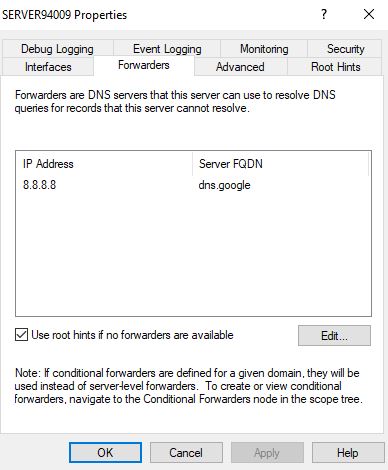 SERVER94009 Properties
Debug Logging Event Logging Monitoring Security
Interfaces Forwarders Advanced Root Hints
Forwarders are DNS servers that this server can use to resolve DNS
queries for records that this server cannot resolve.
IP Address Server FQDN
8.8.8.8 dns.google
Use root hints if no forwarders are available Edit...
Note: If conditional forwarders are defined for a given domain, they will be
used instead of server-level forwarders. To create or view conditional
forwarders, navigate to the Conditional Forwarders node in the scope tree.
OK Cancel Apply Help